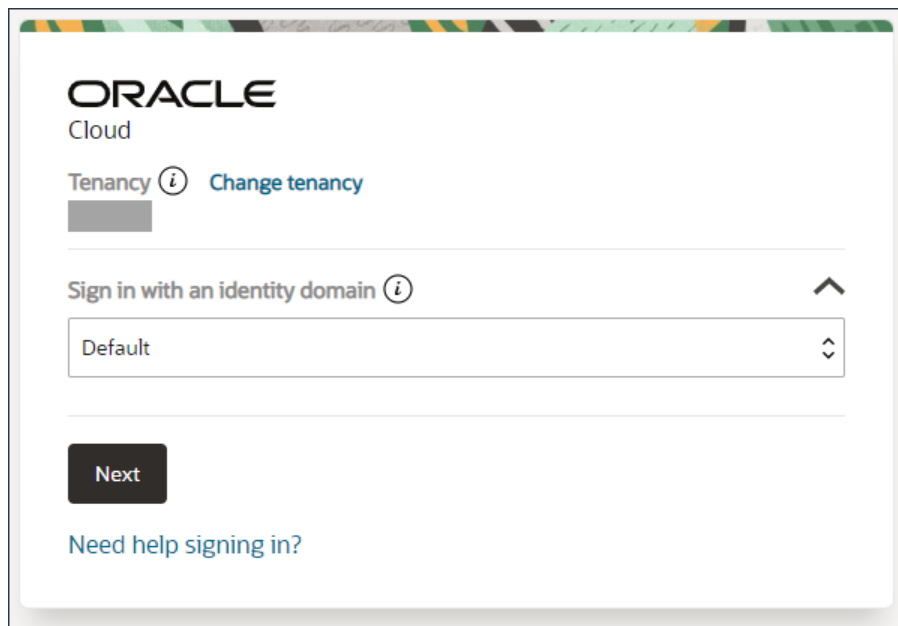 ORACLE
Cloud
Tenancy i Change tenancy
Sign in with an identity domain i
Default
Next
Need help signing in?